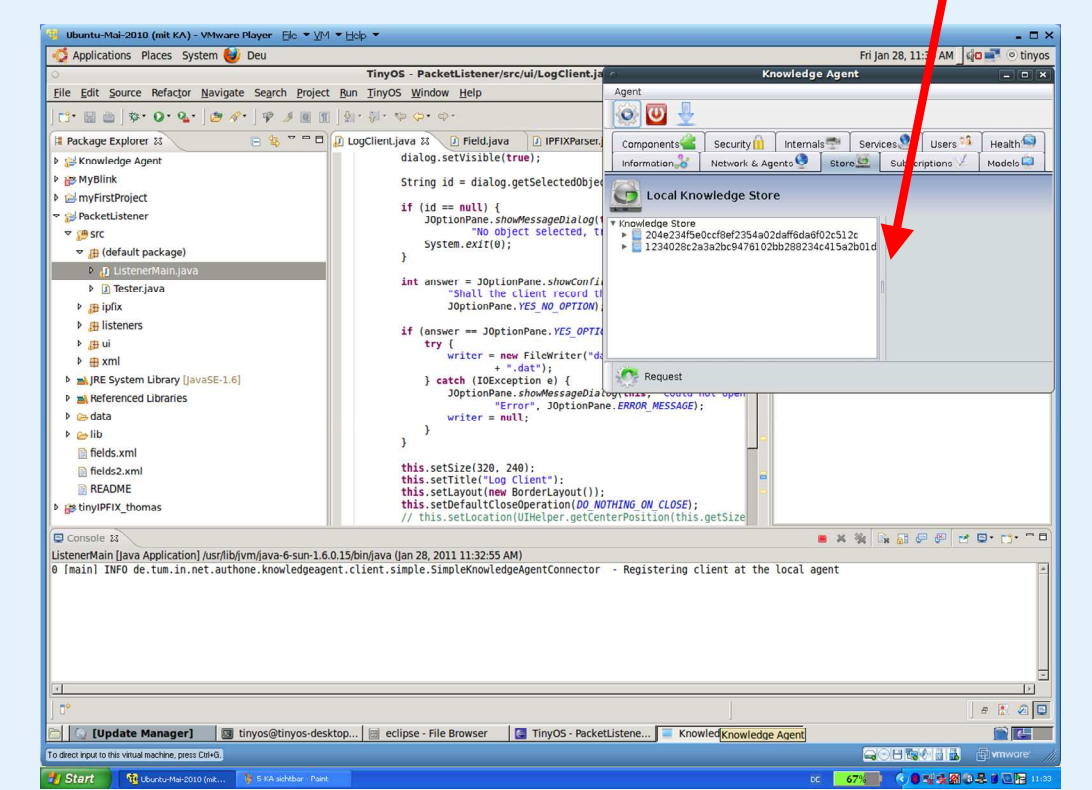 Ubuntu-Mai-2010 (mit KA) - VMware Player File VM Help
Applications Places System Deu
Fri Jan 28, 11:3 AM tinyos
TinyOS - PacketListener/src/ui/LogClient.ja
Knowledge Agent
File Edit Source Refactor Navigate Search Project Run TinyOS Window Help
Agent
Components Security Internals Services Users Health
Information Network & Agents Store Subscriptions Models
Local Knowledge Store
Knowledge Store
204e234f5e0ccf8ef2354a02daff6da6f02c512c
1234028c2a3a2bc9476102bb288234c415a2b01d
Request
Package Explorer
Knowledge Agent
MyBlink
myFirstProject
PacketListener
src
(default package)
ListenerMain.java
Tester.java
ipfix
listeners
ui
xml
JRE System Library [JavaSE-1.6]
Referenced Libraries
data
lib
fields.xml
fields2.xml
README
tinyIPFIX_thomas
LogClient.java Field.java IPFIXParser.j
dialog.setVisible(true);
String id = dialog.getSelectedObjec
if (id == null) {
JOptionPane.showMessageDialog(t
"No object selected, t
System.exit(0);
}
int answer = JOptionPane.showConfi
"Shall the client record th
JOptionPane.YES_NO_OPTION);
if (answer == JOptionPane.YES_OPTI
try {
writer = new FileWriter("da
+ ".dat");
} catch (IOException e) {
JOptionPane.showMessageDialog(this, "Could not open
"Error", JOptionPane.ERROR_MESSAGE);
writer = null;
}
}
this.setSize(320, 240);
this.setTitle("Log Client");
this.setLayout(new BorderLayout());
this.setDefaultCloseOperation(DO_NOTHING_ON_CLOSE);
// this.setLocation(UIHelper.getCenterPosition(this.getSize
Console
ListenerMain [Java Application] /usr/lib/jvm/java-6-sun-1.6.0.15/bin/java (Jan 28, 2011 11:32:55 AM)
0 [main] INFO de.tum.in.net.authone.knowledgeagent.client.simple.SimpleKnowledgeAgentConnector - Registering client at the local agent
[Update Manager] tinyos@tinyos-desktop... eclipse - File Browser TinyOS - PacketListene... Knowled Knowledge Agent
To direct input to this virtual machine, press Ctrl+G.
vmware
Start Ubuntu-Mai-2010 (mit... 5 KA sichtbar - Paint DE 67% 11:33